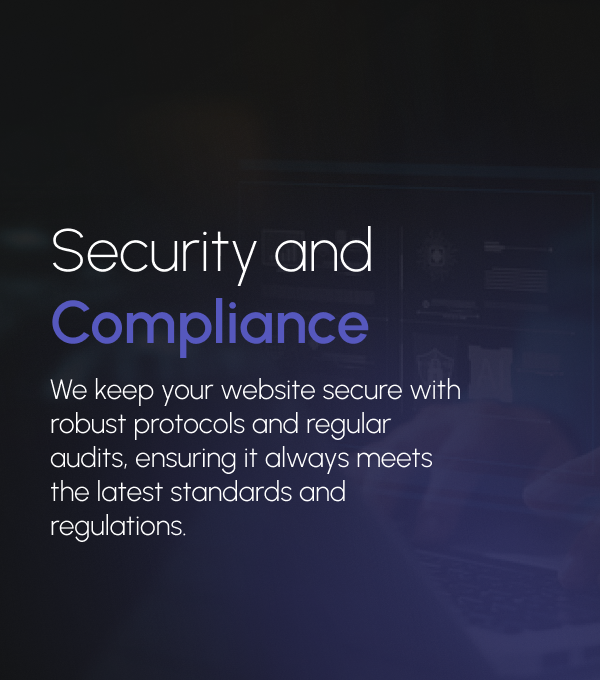 Security and
Compliance
We keep your website secure with
robust protocols and regular
audits, ensuring it always meets
the latest standards and
regulations.